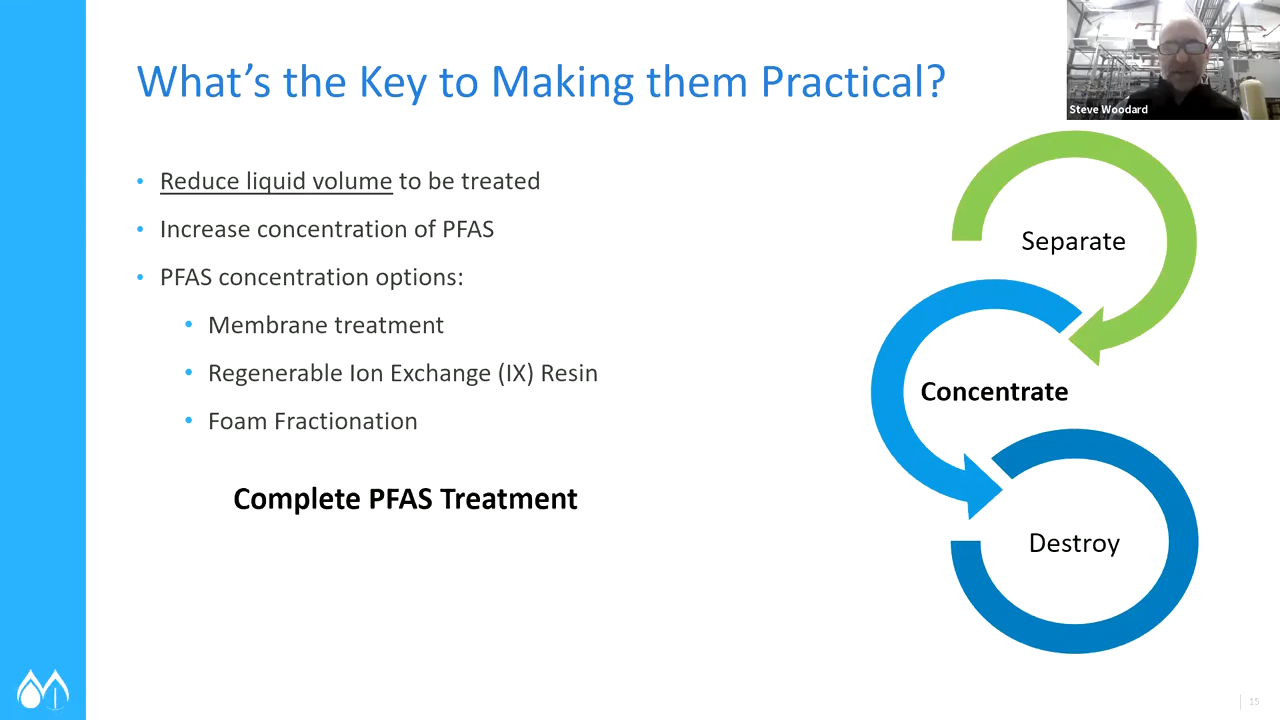 What's the Key to Making them Practical?
Steve Woodard
• Reduce liquid volume to be treated
• Increase concentration of PFAS
• PFAS concentration options:
• Membrane treatment
• Regenerable Ion Exchange (IX) Resin
• Foam Fractionation
Complete PFAS Treatment
Separate
Concentrate
Destroy
15